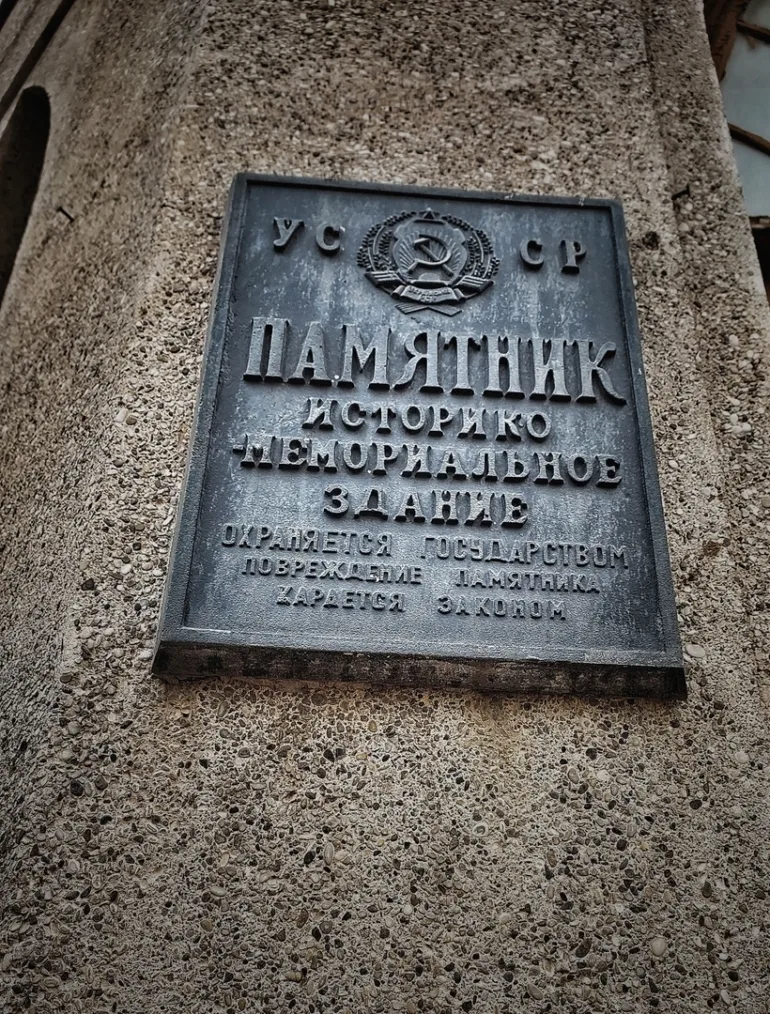 УС СР
ПАМЯТНИК
ИСТОРИКО
-МЕМОРИАЛЬНОЕ
ЗДАНИЕ
ОХРАНЯЕТСЯ ГОСУДАРСТВОМ
ПОВРЕЖДЕНИЕ ПАМЯТНИКА
КАРАЕТСЯ ЗАКОНОМ